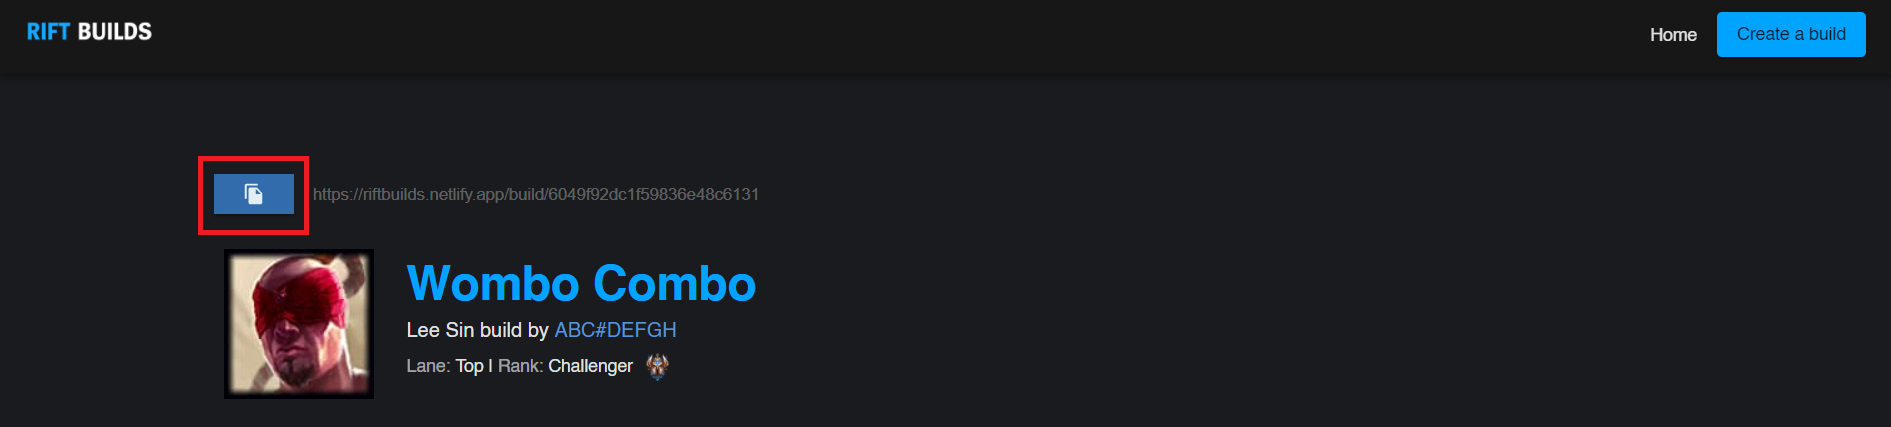 RIFT BUILDS
Home
Create a build
https://riftbuilds.netlify.app/build/6049f92dc1f59836e48c6131
Wombo Combo
Lee Sin build by ABC#DEFGH
Lane: Top | Rank: Challenger